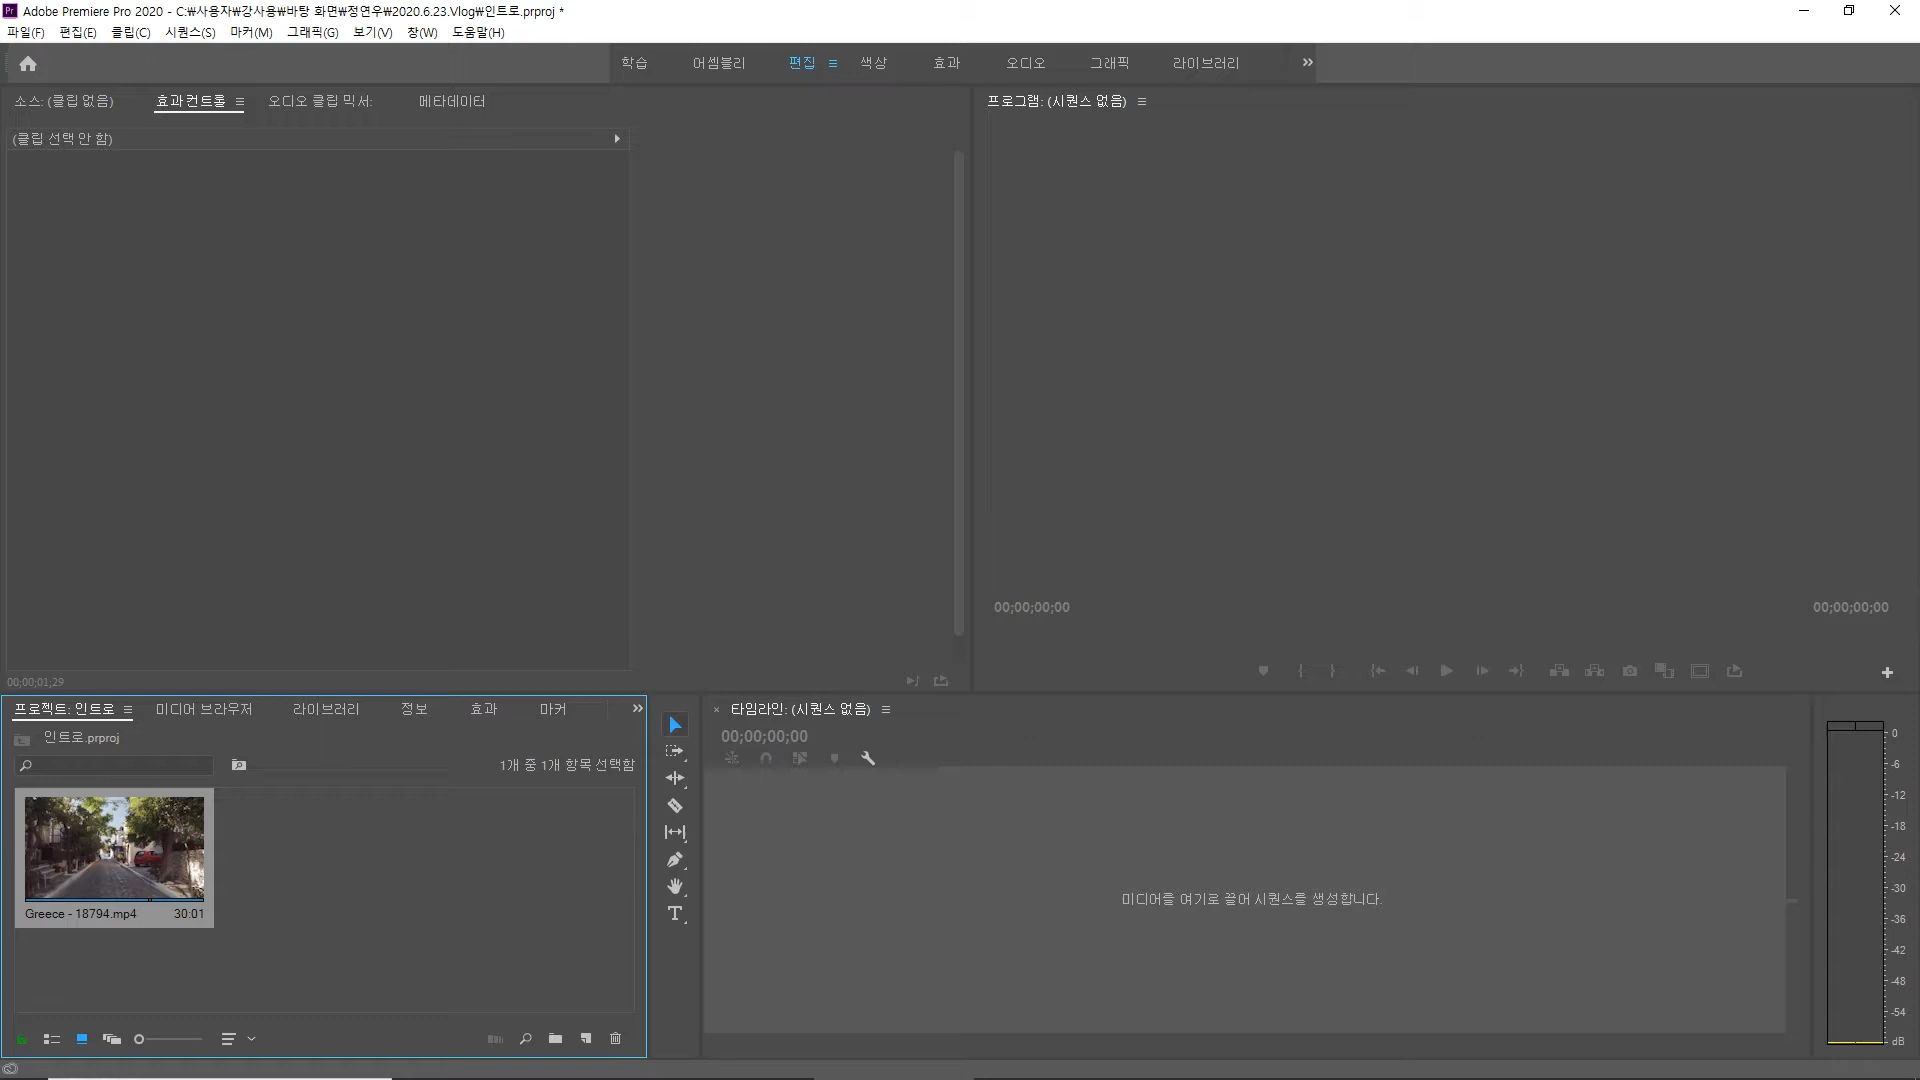 Adobe Premiere Pro 2020 - C:₩사용자₩강사용₩바탕 화면₩정연우₩2020.6.23.Vlog₩인트로.prproj *
파일(F) 편집(E) 클립(C) 시퀀스(S) 마커(M) 그래픽(G) 보기(V) 창(W) 도움말(H)
학습 어셈블리 편집 색상 효과 오디오 그래픽 라이브러리
소스: (클립 없음) 효과 컨트롤 오디오 클립 믹서: 메타데이터
프로그램: (시퀀스 없음)
(클립 선택 안 함)
00;00;00;00 00;00;00;00
00;00;01;29
프로젝트: 인트로 미디어 브라우저 라이브러리 정보 효과 마커
타임라인: (시퀀스 없음)
인트로.prproj
00;00;00;00
1개 중 1개 항목 선택함
Greece - 18794.mp4 30:01
미디어를 여기로 끌어 시퀀스를 생성합니다.
0
-6
-12
-18
-24
-30
-36
-42
-48
-54
dB